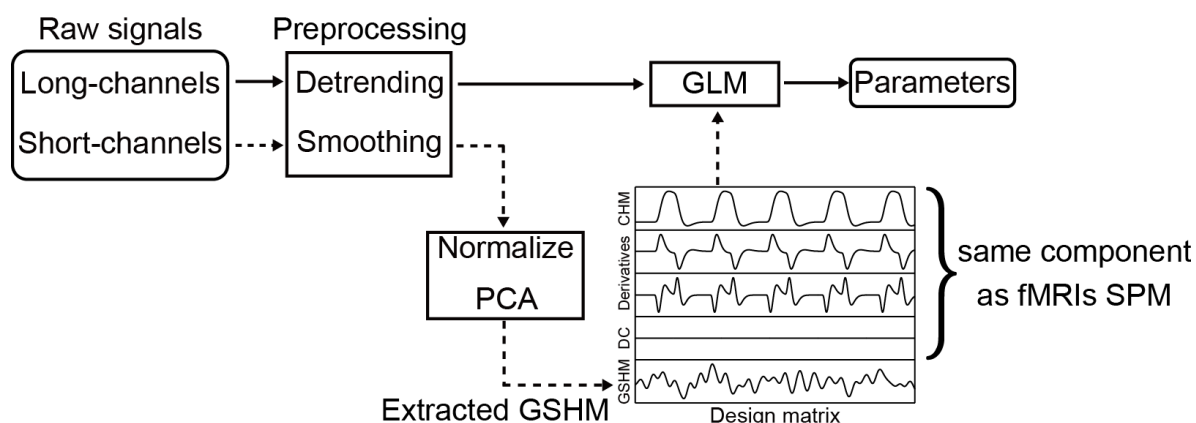 Raw signals
Preprocessing
Long-channels
Short-channels
Detrending
Smoothing
GLM
Parameters
Normalize
PCA
Extracted GSHM
CHM
Derivatives
DC
GSHM
Design matrix
same component
as fMRIs SPM